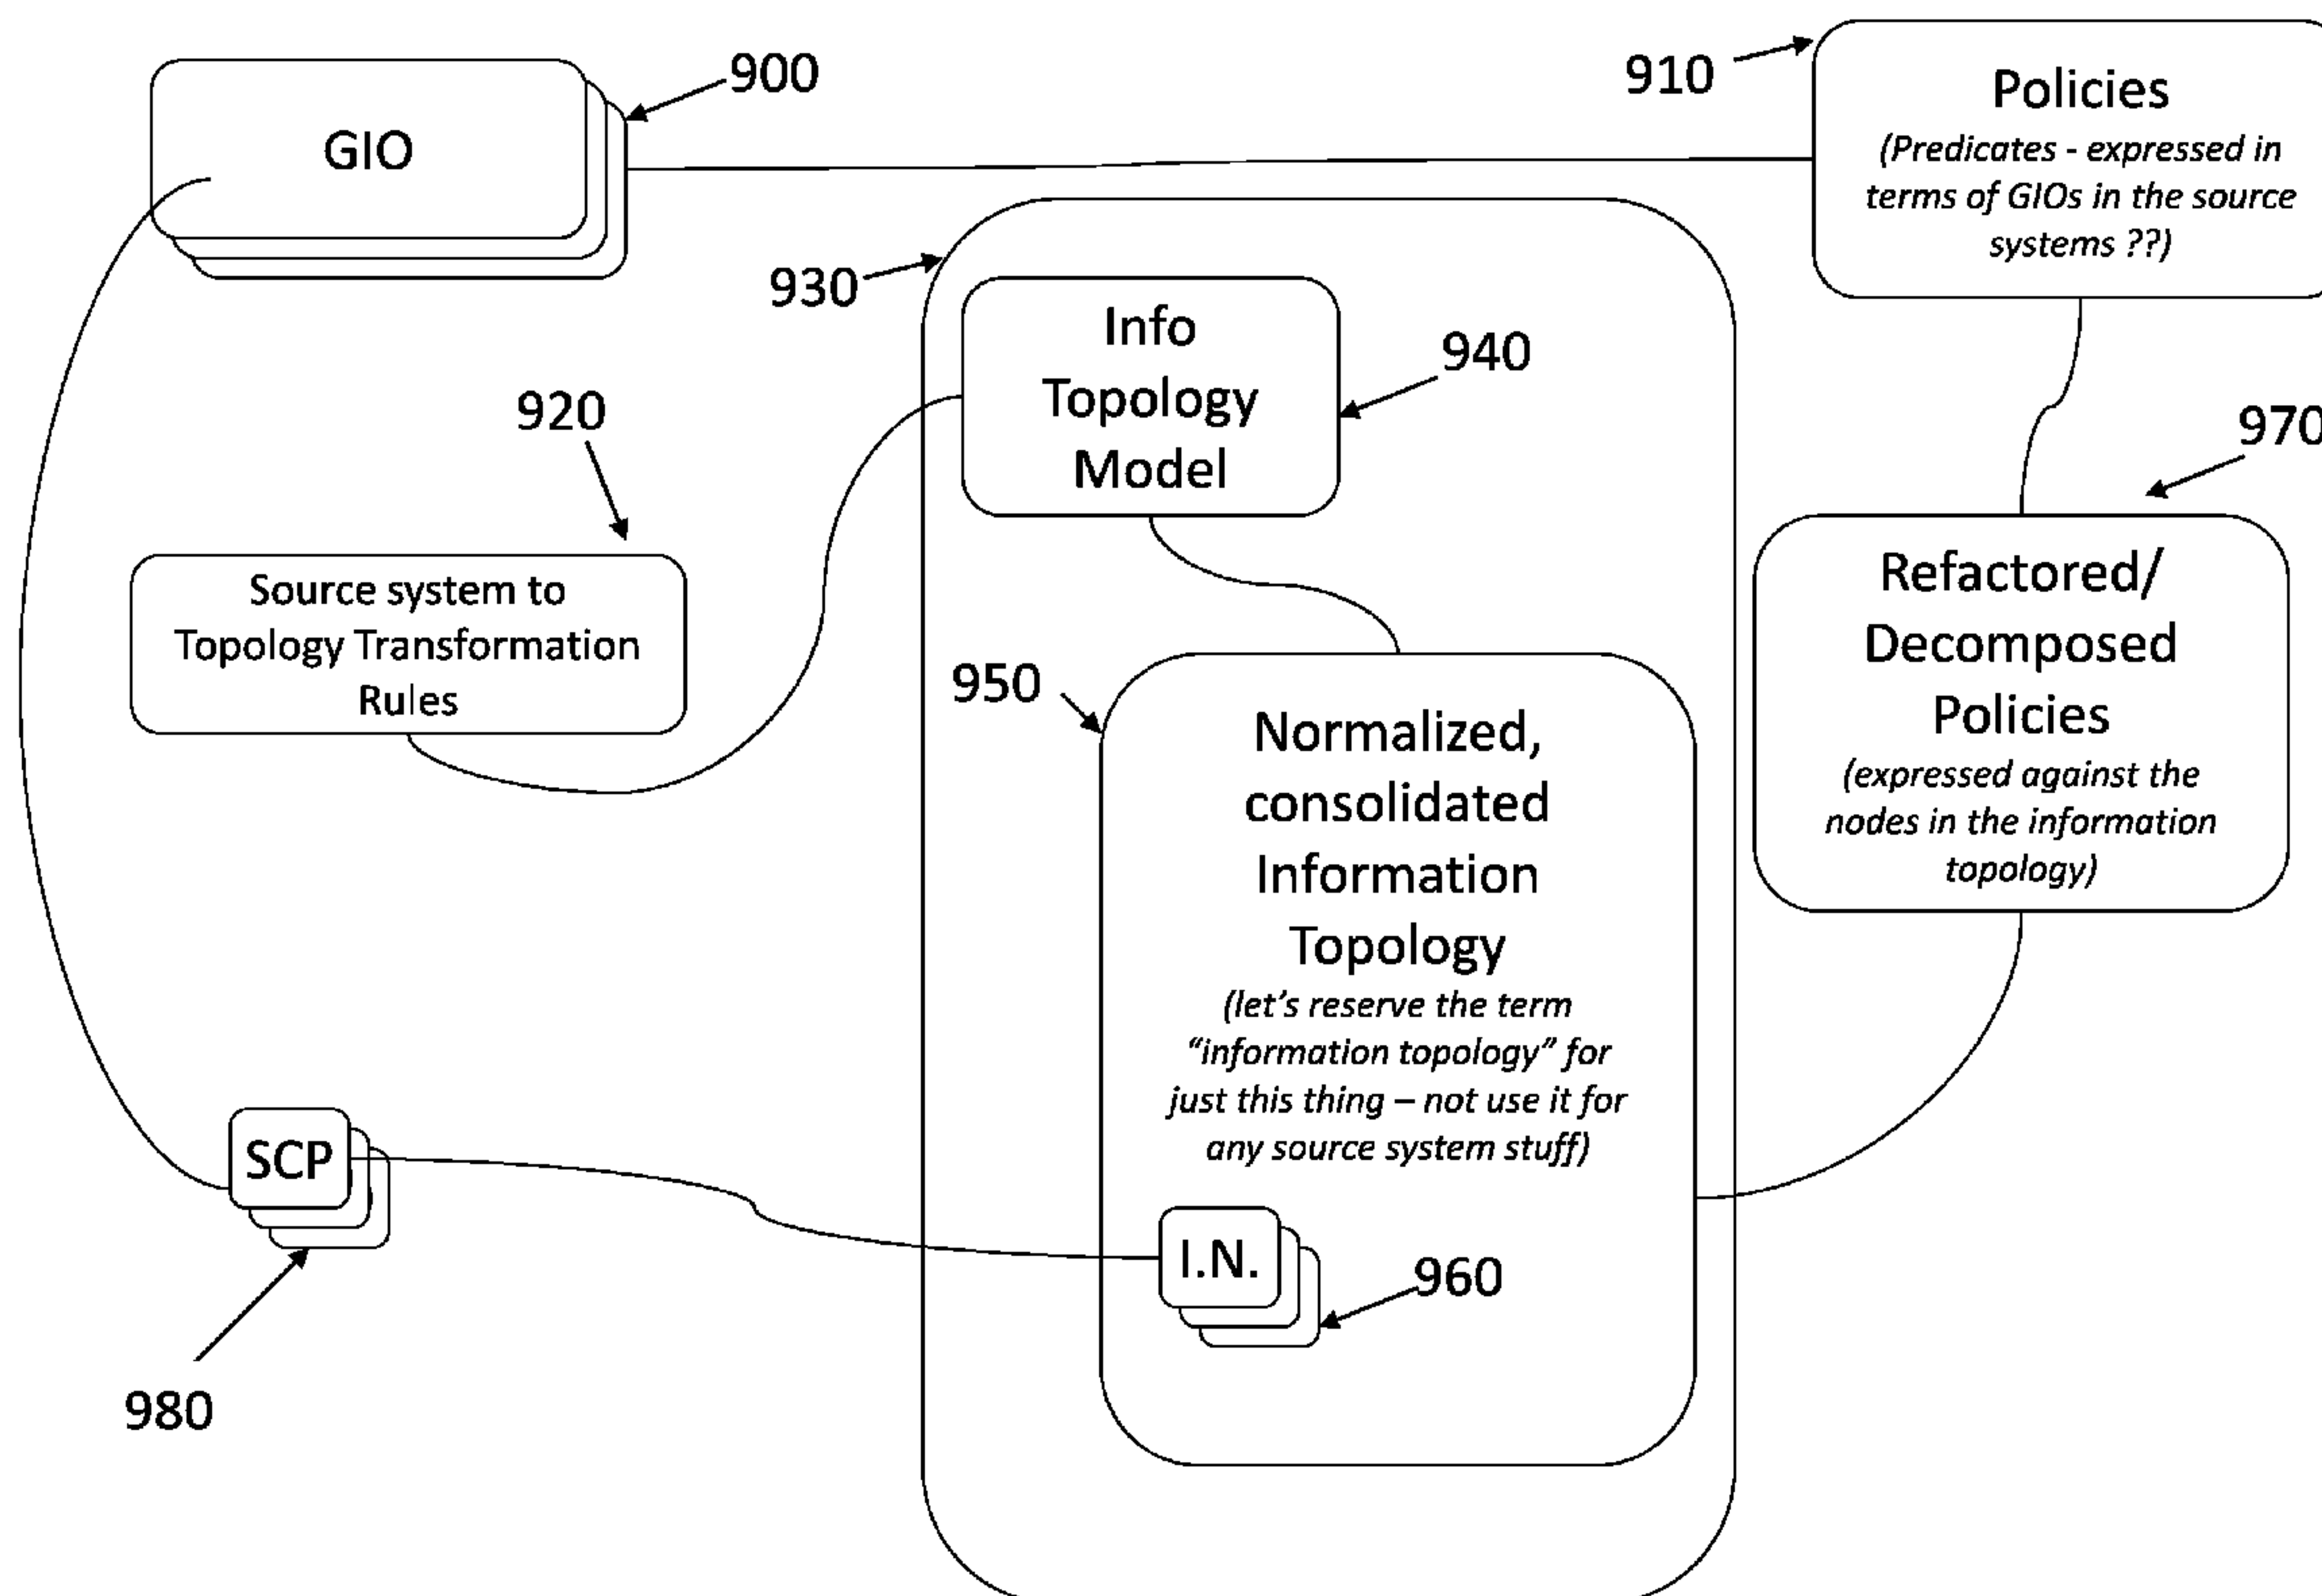 900
GIO
910
Policies
(Predicates - expressed in
terms of GIOs in the source
systems ??)
930
Info
Topology
Model
940
920
970
Source system to
Topology Transformation
Rules
Refactored/
Decomposed
Policies
(expressed against the
nodes in the information
topology)
950
Normalized,
consolidated
Information
Topology
(let's reserve the term
“information topology” for
just this thing – not use it for
any source system stuff)
SCP
I.N.
960
980